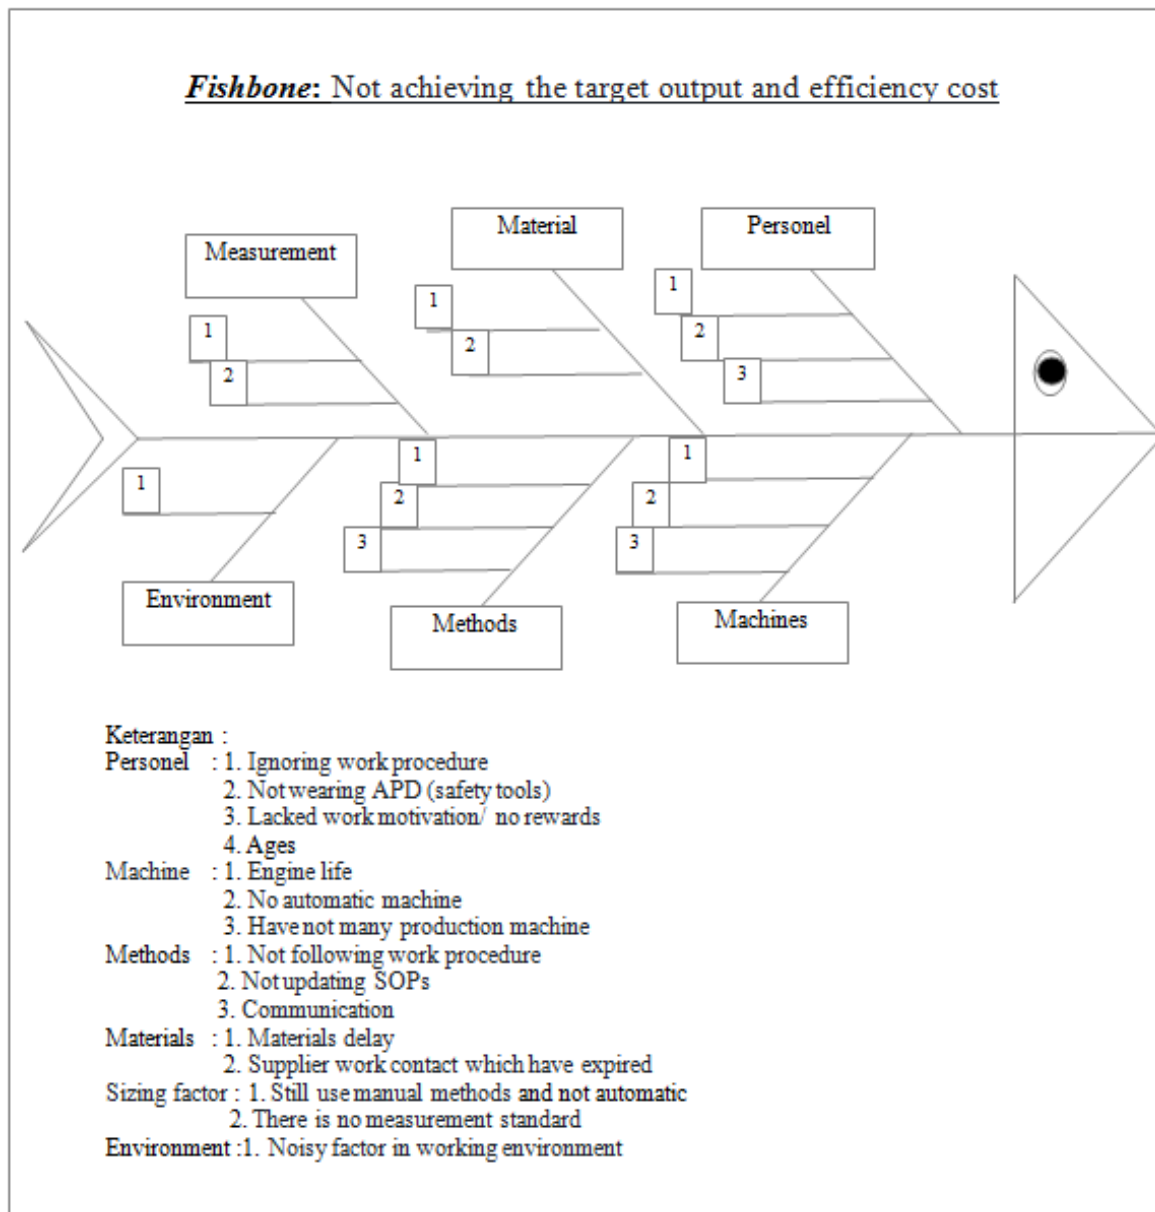 Fishbone: Not achieving the target output and efficiency cost
Measurement
Material
Personel
1
2
1
2
1
2
3
1
1
2
3
1
2
3
Environment
Methods
Machines
Keterangan :
Personel : 1. Ignoring work procedure
2. Not wearing APD (safety tools)
3. Lacked work motivation/ no rewards
4. Ages
Machine : 1. Engine life
2. No automatic machine
3. Have not many production machine
Methods : 1. Not following work procedure
2. Not updating SOPs
3. Communication
Materials : 1. Materials delay
2. Supplier work contact which have expired
Sizing factor : 1. Still use manual methods and not automatic
2. There is no measurement standard
Environment :1. Noisy factor in working environment